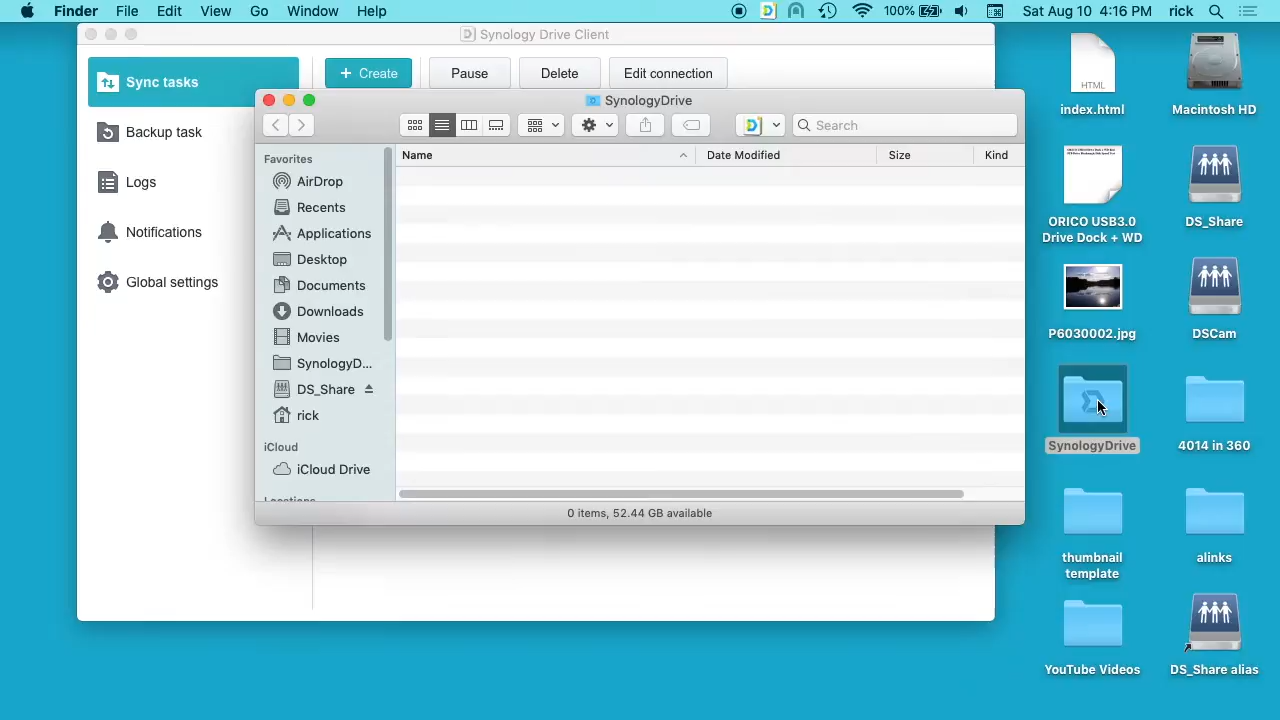 Finder File Edit View Go Window Help 100% Sat Aug 10 4:16 PM rick
Synology Drive Client
Sync tasks
Backup task
Logs
Notifications
Global settings
+ Create Pause Delete Edit connection
SynologyDrive
Search
Name Date Modified Size Kind
Favorites
AirDrop
Recents
Applications
Desktop
Documents
Downloads
Movies
SynologyD...
DS_Share
rick
iCloud
iCloud Drive
Locations
0 items, 52.44 GB available
HTML
index.html
Macintosh HD
ORICO USB3.0
Drive Dock + WD
DS_Share
P6030002.jpg
DSCam
SynologyDrive
4014 in 360
thumbnail
template
alinks
YouTube Videos
DS_Share alias